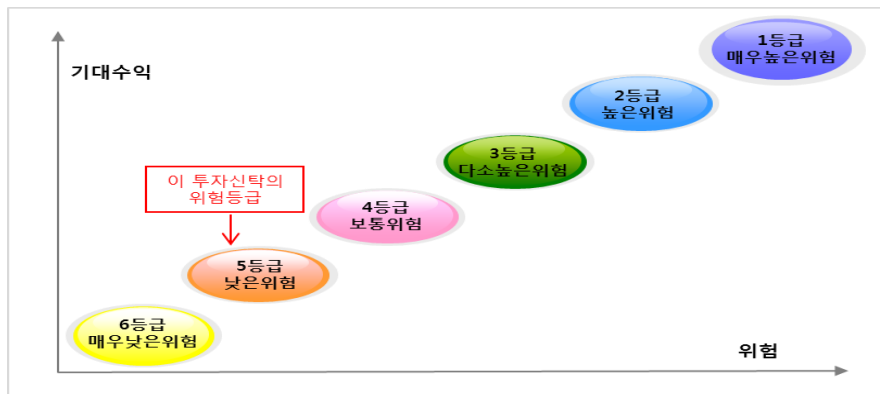 1등급
매우높은위험
기대수익
2등급
높은위험
3등급
다소높은위험
이 투자신탁의
위험등급
4등급
보통위험
5등급
낮은위험
6등급
매우낮은위험
위험